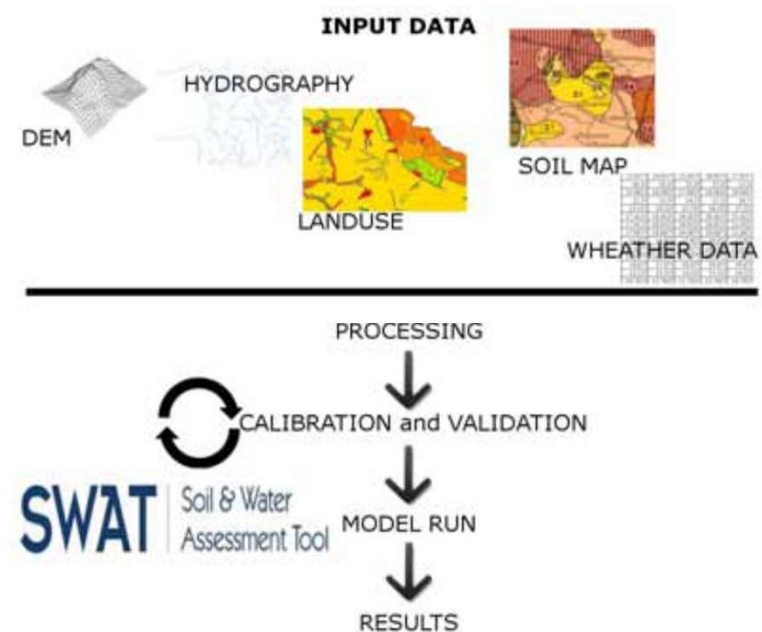 INPUT DATA
HYDROGRAPHY
DEM
SOIL MAP
LANDUSE
WHEATHER DATA
PROCESSING
CALIBRATION and VALIDATION
SWAT
Soil & Water
Assessment Tool
MODEL RUN
RESULTS